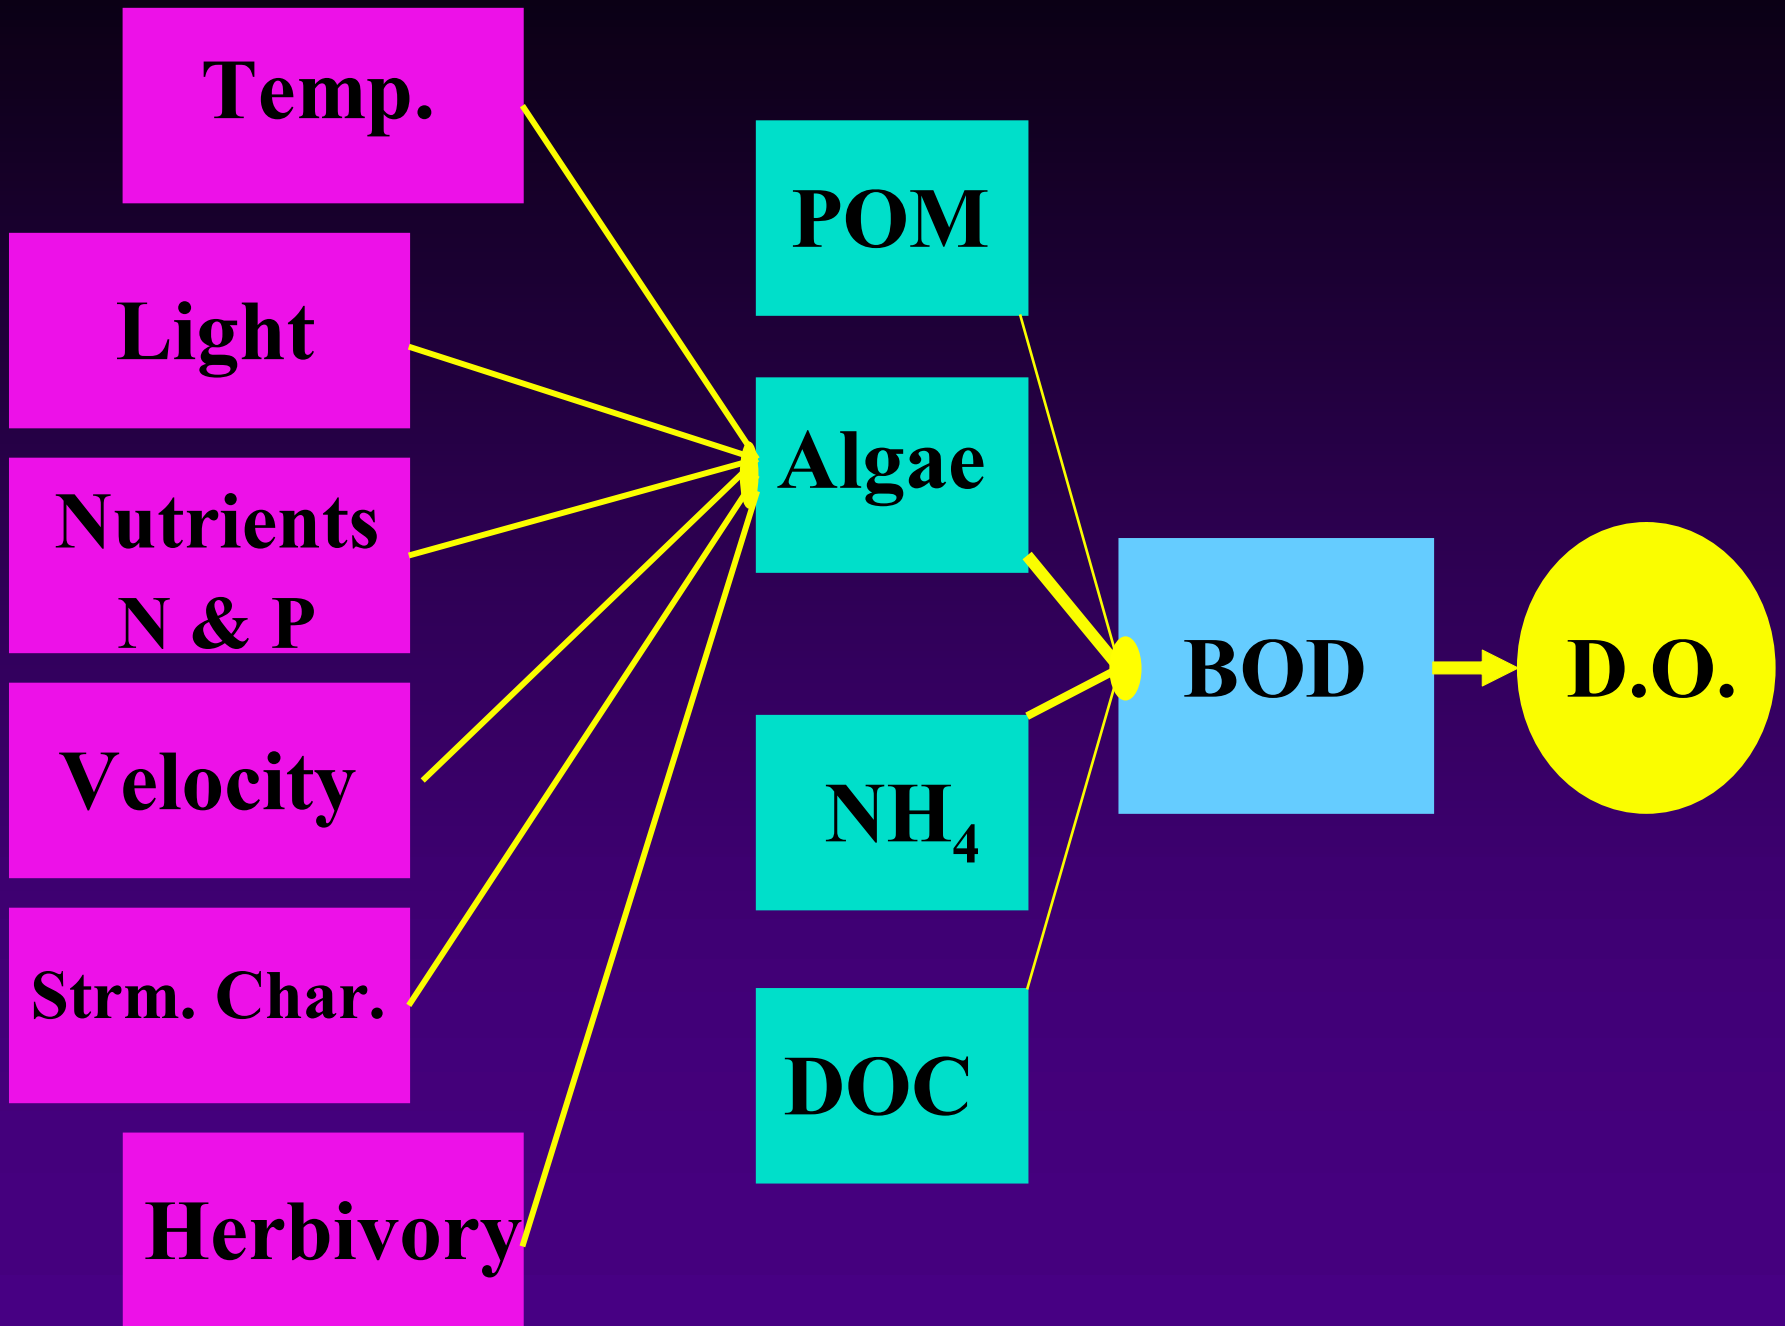 Temp.
Light
Nutrients
N & P
Velocity
Strm. Char.
Herbivory
POM
Algae
NH₄
DOC
BOD
D.O.